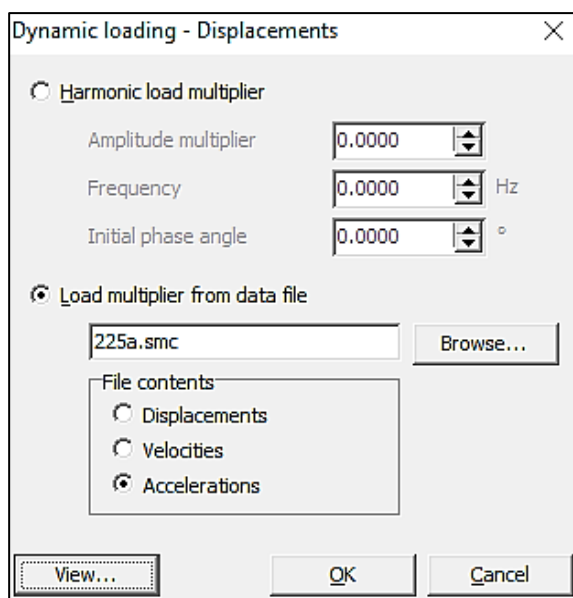 Dynamic loading - Displacements
Harmonic load multiplier
Amplitude multiplier 0.0000
Frequency 0.0000 Hz
Initial phase angle 0.0000 °
Load multiplier from data file
225a.smc Browse...
File contents
Displacements
Velocities
Accelerations
View... OK Cancel